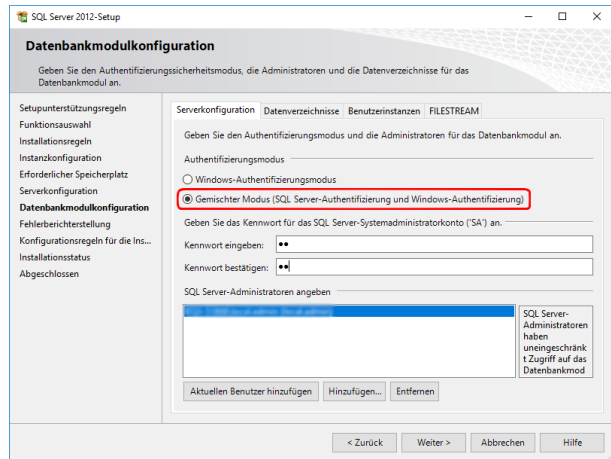 SQL Server 2012-Setup
Datenbankmodulkonfiguration
Geben Sie den Authentifizierungssicherheitsmodus, die Administratoren und die Datenverzeichnisse für das
Datenbankmodul an.
Setupunterstützungsregeln
Funktionsauswahl
Installationsregeln
Instanzkonfiguration
Erforderlicher Speicherplatz
Serverkonfiguration
Datenbankmodulkonfiguration
Fehlerberichterstellung
Konfigurationsregeln für die Ins...
Installationsstatus
Abgeschlossen
Serverkonfiguration Datenverzeichnisse Benutzerinstanzen FILESTREAM
Geben Sie den Authentifizierungsmodus und die Administratoren für das Datenbankmodul an.
Authentifizierungsmodus
Windows-Authentifizierungsmodus
Gemischter Modus (SQL Server-Authentifizierung und Windows-Authentifizierung)
Geben Sie das Kennwort für das SQL Server-Systemadministratorkonto ('SA') an.
Kennwort eingeben: ●●
Kennwort bestätigen: ●●
SQL Server-Administratoren angeben
SQL Server-
Administratoren
haben
uneingeschränk
t Zugriff auf das
Datenbankmod
Aktuellen Benutzer hinzufügen Hinzufügen... Entfernen
< Zurück Weiter > Abbrechen Hilfe